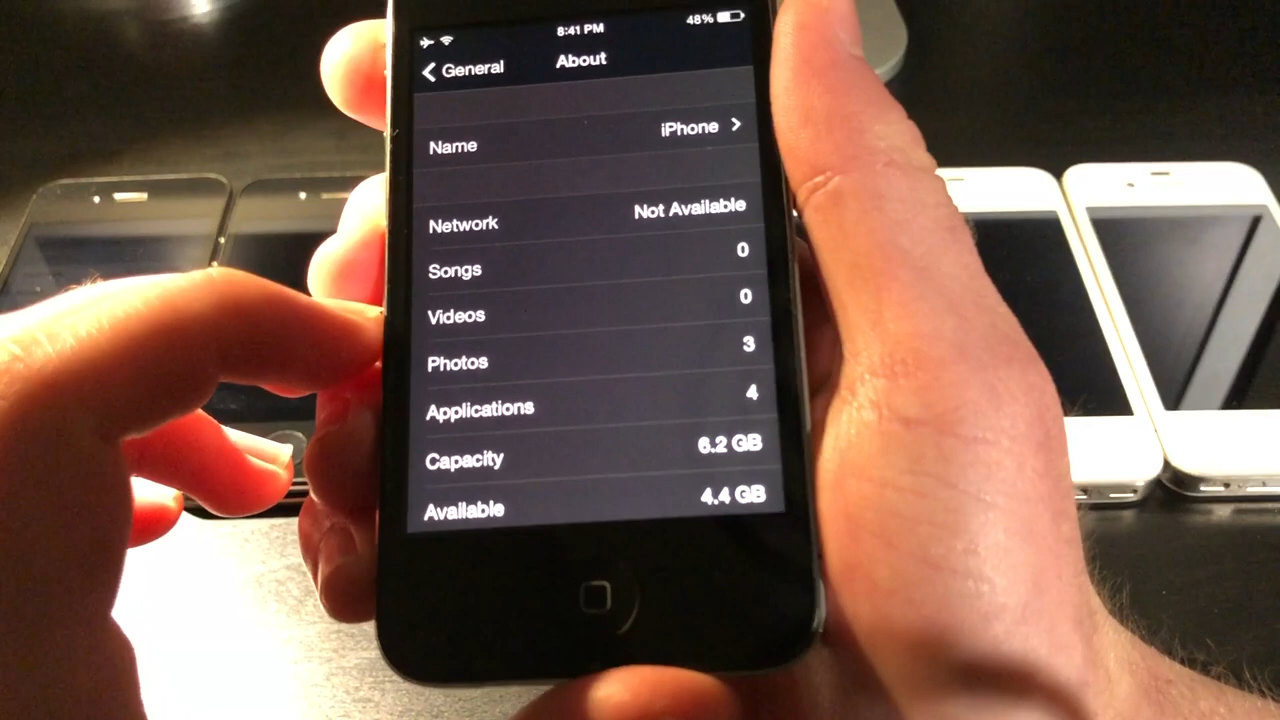 8:41 PM 48%
General About
Name iPhone
Network Not Available
Songs 0
Videos 0
Photos 3
Applications 4
Capacity 6.2 GB
Available 4.4 GB